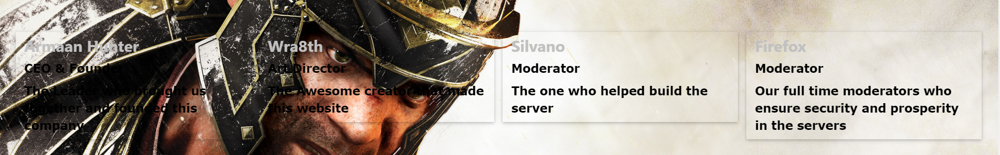 Armaan Hunter
CEO & Founder
The Leader who brought us
together and founded this
company
Wra8th
Art Director
The Awesome creator that made
this website
Silvano
Moderator
The one who helped build the
server
Firefox
Moderator
Our full time moderators who
ensure security and prosperity
in the servers